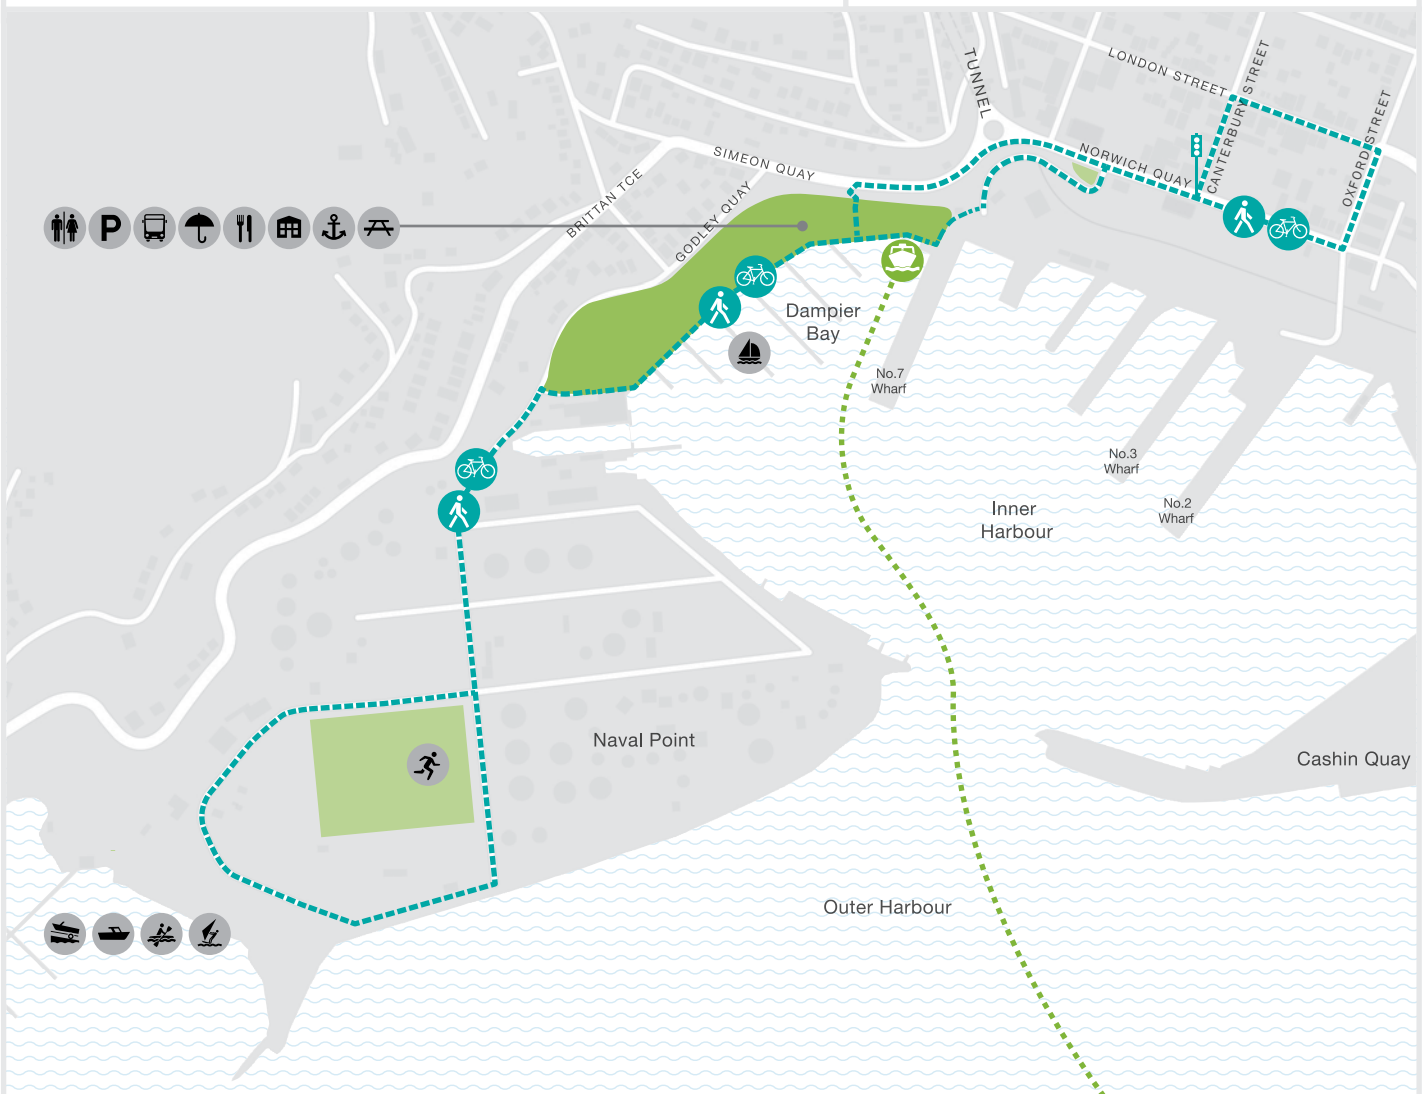 TUNNEL
LONDON STREET
CANTERBURY STREET
OXFORD STREET
NORWICH QUAY
SIMEON QUAY
BRITTAN TCE
GODLEY QUAY
P
Dampier
Bay
No.7
Wharf
No.3
Wharf
No.2
Wharf
Inner
Harbour
Naval Point
Cashin Quay
Outer Harbour